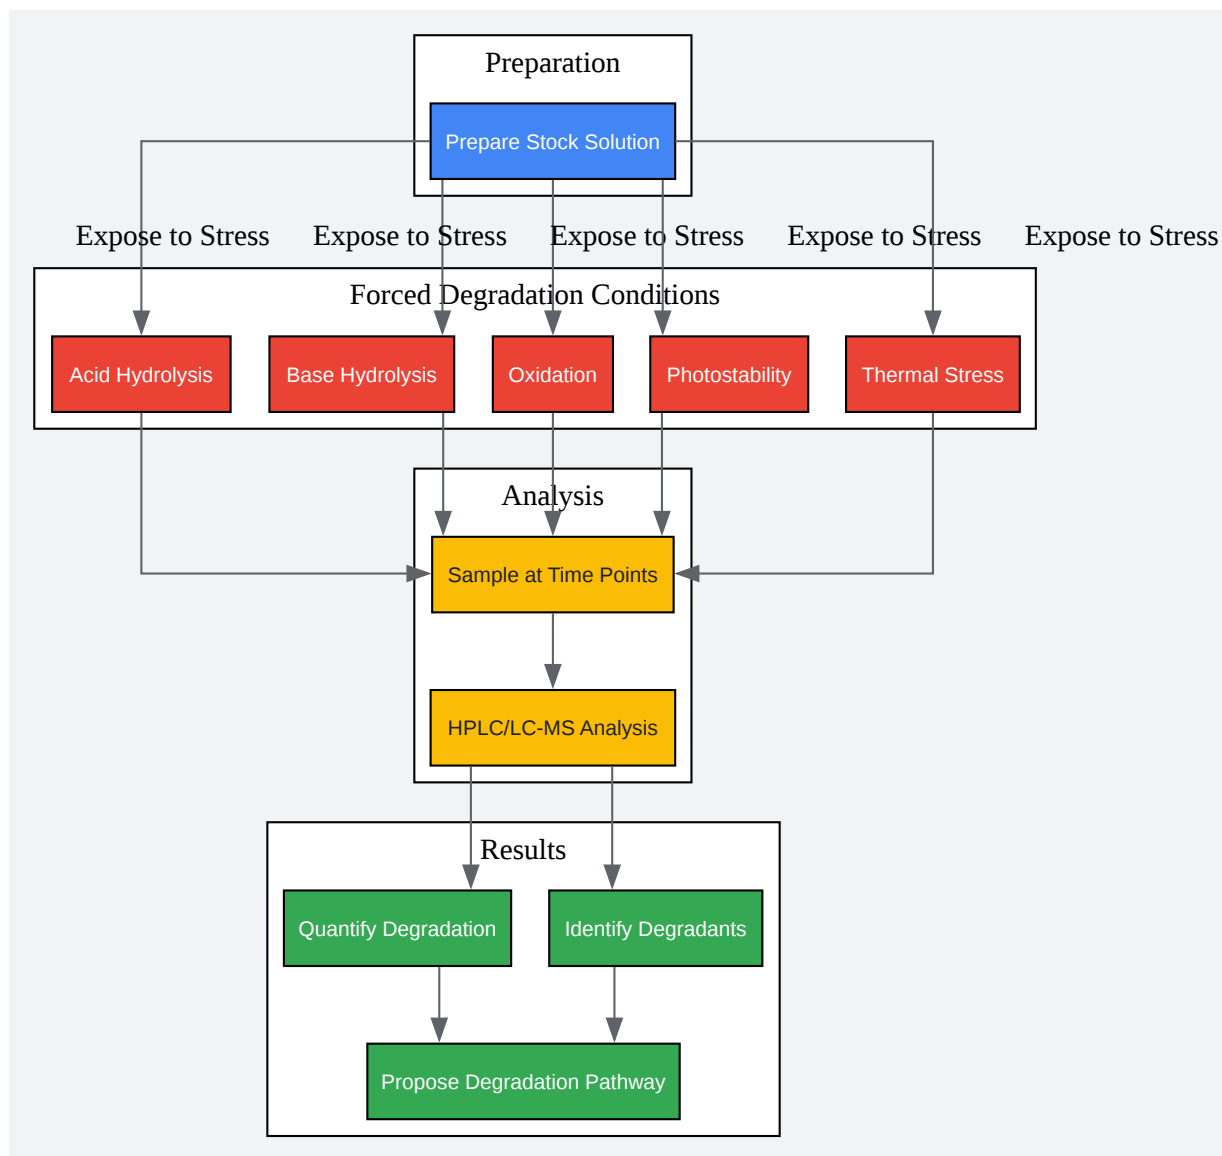 Preparation
Prepare Stock Solution
Expose to Stress
Expose to Stress
Expose to Stress
Expose to Stress
Expose to Stress
Forced Degradation Conditions
Acid Hydrolysis
Base Hydrolysis
Oxidation
Photostability
Thermal Stress
Analysis
Sample at Time Points
HPLC/LC-MS Analysis
Results
Quantify Degradation
Identify Degradants
Propose Degradation Pathway